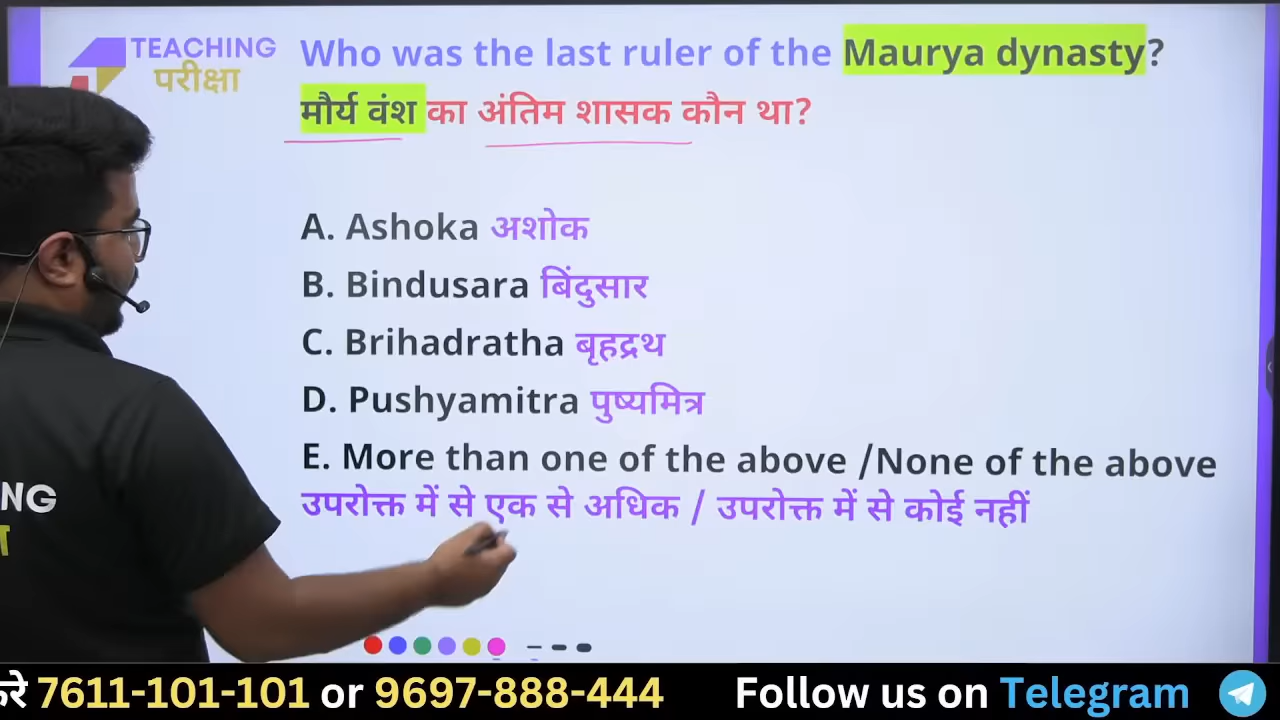 TEACHING
परीक्षा
Who was the last ruler of the Maurya dynasty?
मौर्य वंश का अंतिम शासक कौन था?
A. Ashoka अशोक
B. Bindusara बिंदुसार
C. Brihadratha बृहद्रथ
D. Pushyamitra पुष्यमित्र
E. More than one of the above /None of the above
उपरोक्त में से एक से अधिक / उपरोक्त में से कोई नहीं
NG
7611-101-101 or 9697-888-444
Follow us on Telegram